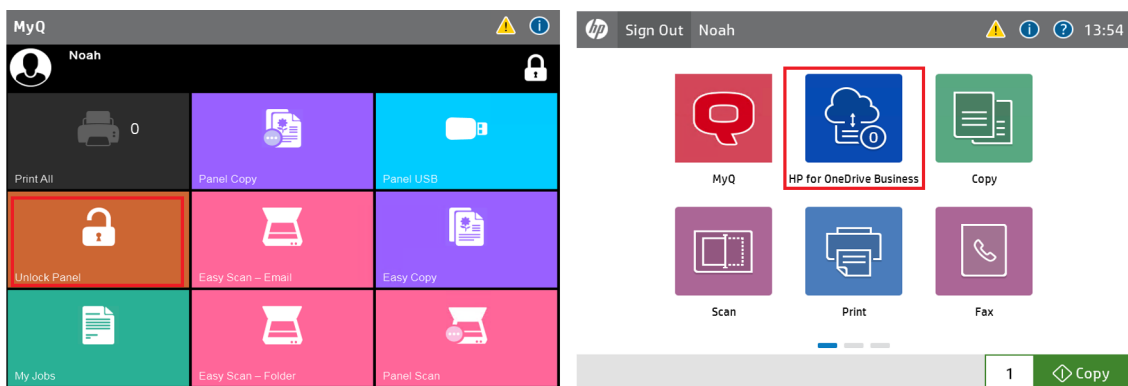 MyQ
Noah
0
Print All
Panel Copy
Panel USB
Unlock Panel
Easy Scan – Email
Easy Copy
My Jobs
Easy Scan – Folder
Panel Scan
hp Sign Out Noah 13:54
MyQ
HP for OneDrive Business
Copy
Scan
Print
Fax
1 Copy